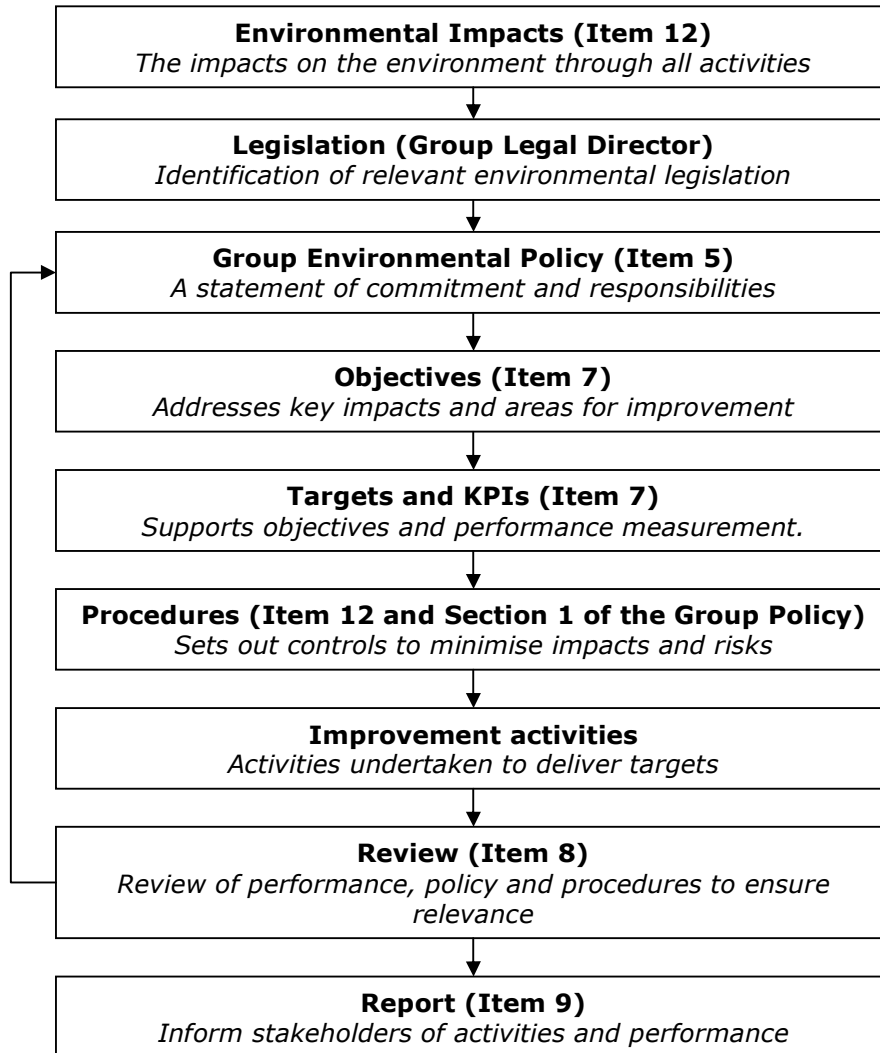 Environmental Impacts (Item 12)
The impacts on the environment through all activities
Legislation (Group Legal Director)
Identification of relevant environmental legislation
Group Environmental Policy (Item 5)
A statement of commitment and responsibilities
Objectives (Item 7)
Addresses key impacts and areas for improvement
Targets and KPIs (Item 7)
Supports objectives and performance measurement.
Procedures (Item 12 and Section 1 of the Group Policy)
Sets out controls to minimise impacts and risks
Improvement activities
Activities undertaken to deliver targets
Review (Item 8)
Review of performance, policy and procedures to ensure
relevance
Report (Item 9)
Inform stakeholders of activities and performance